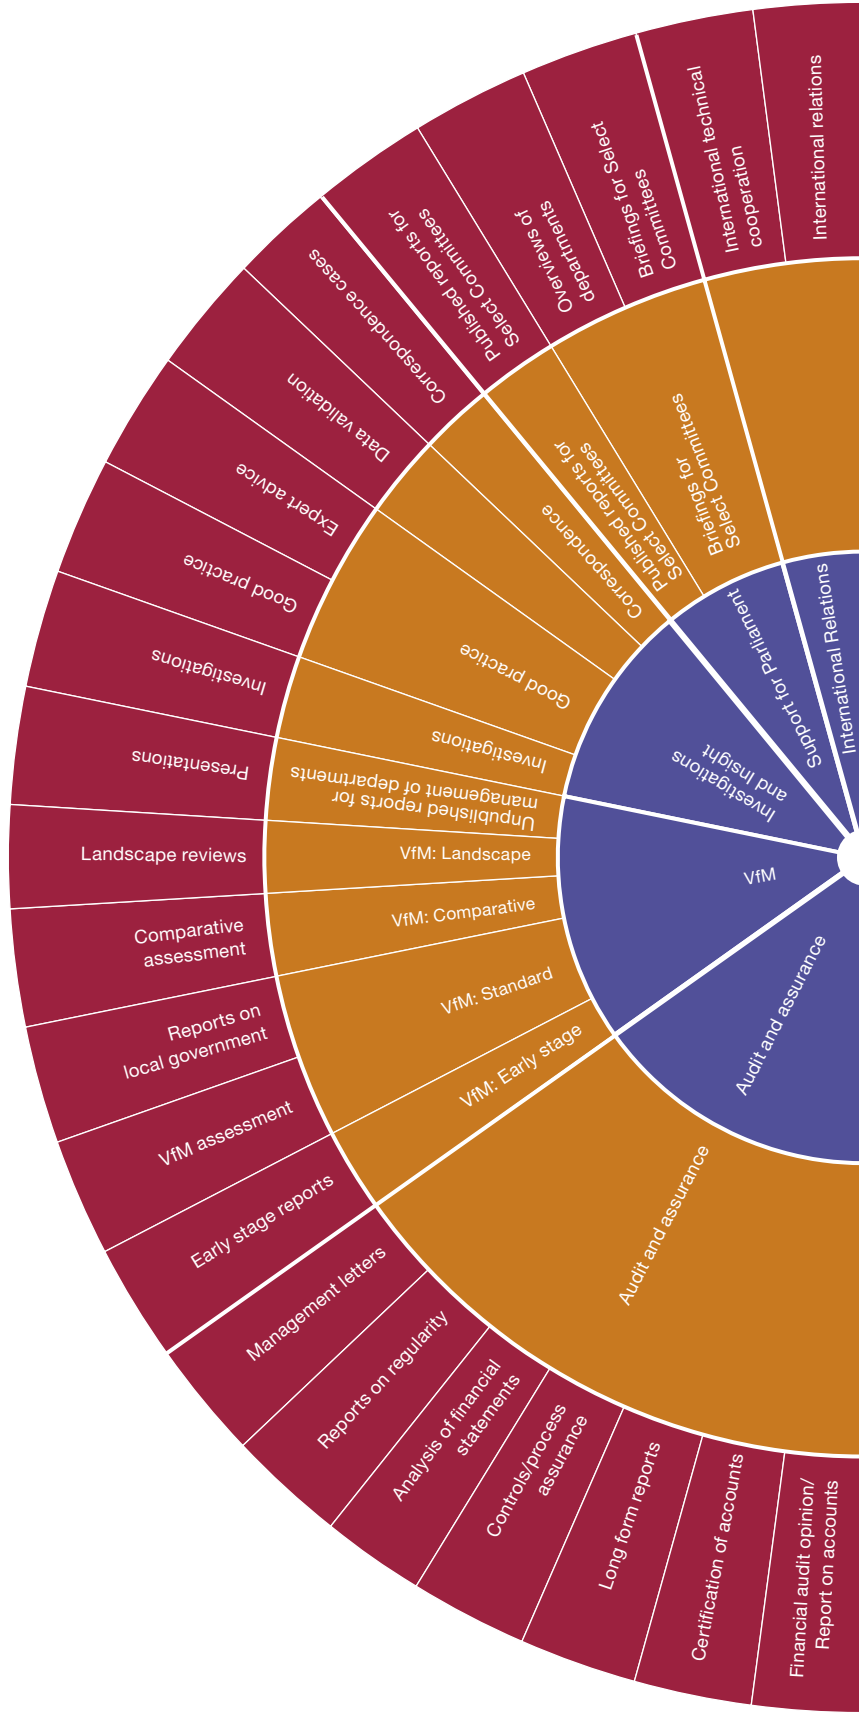 International relations
International technical
cooperation
Briefings for Select
Committees
Overviews of
departments
Published reports for
Select Committees
Correspondence cases
Data validation
Expert advice
Good practice
Investigations
Presentations
Landscape reviews
Comparative
assessment
Reports on
local government
VfM assessment
Early stage reports
Management letters
Reports on regularity
Analysis of financial
statements
Controls/process
assurance
Long form reports
Certification of accounts
Financial audit opinion/
Report on accounts
Briefings for
Select Committees
Published reports for
Select Committees
Correspondence
Good practice
Investigations
Unpublished reports for
management of department
VfM: Landscape
VfM: Comparative
VfM: Standard
VfM: Early stage
Audit and assurance
International Relations
Support for Parliament
Investigations
and Insight
VfM
Audit and assurance